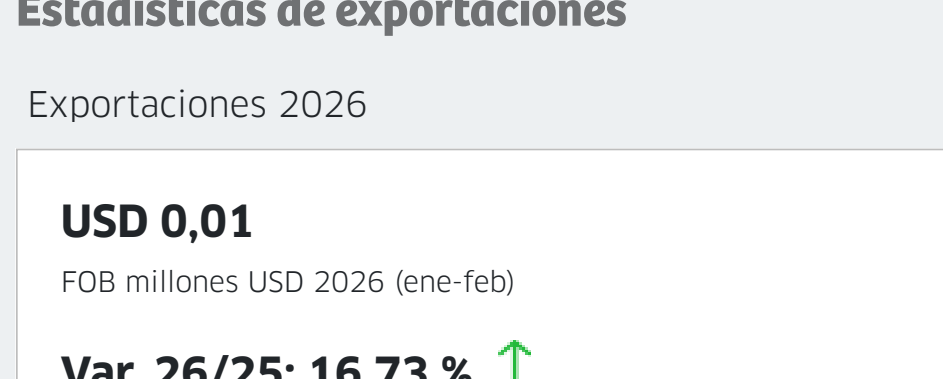 Estadísticas de exportaciones
Exportaciones 2026
USD 0,01
FOB millones USD 2026 (ene-feb)
Var. 26/25: 16,73 % ↑